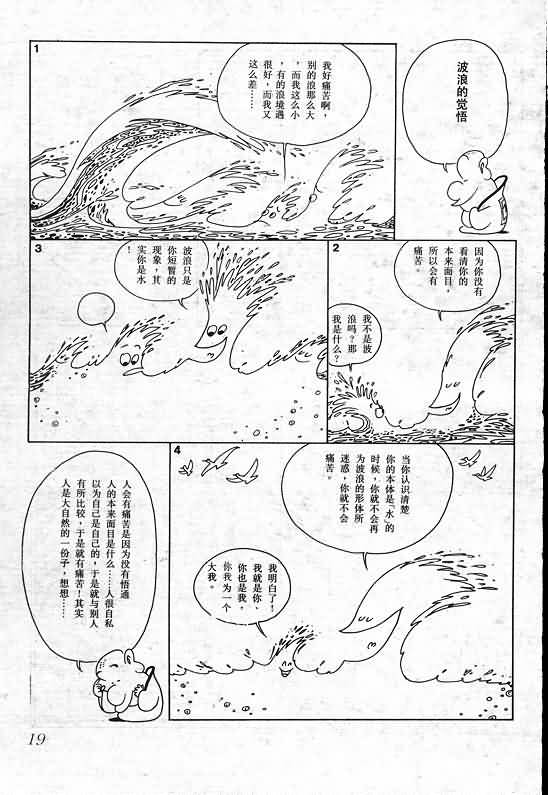 波浪的觉悟
1
我好痛苦啊，
别的浪那么大
，而我这么小
，有的浪境遇
很好，而我又
这么差……
2
因为你没有
看清你的
本来面目，
所以会有
痛苦。
我不是波
浪吗？那
我是什么？
3
波浪只是
你短暂的
现象，其
实你是水
！
4
当你认识清楚
你的本体是“水”的
时候，你就不会再
为波浪的形体所
迷惑，你就不会
痛苦。
我明白了！
我就是你，
你也是我。
你我为一个
大我。
人会有痛苦是因为没有悟通
人的本来面目是什么……人很自私
以为自己是自己的，于是就与别人
有所比较，于是就有痛苦！其实
人是大自然的一份子，想想……
19